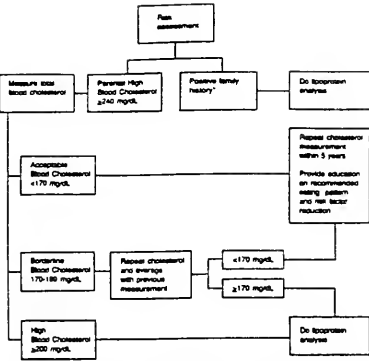 Risk
assessment
Measure total
blood cholesterol
Parental High
Blood Cholesterol
≥240 mg/dL
Positive family
history*
Do lipoprotein
analysis
Acceptable
Blood Cholesterol
<170 mg/dL
Repeat cholesterol
measurement
within 5 years
Provide education
on recommended
eating pattern
and risk factor
reduction
Borderline
Blood Cholesterol
170-199 mg/dL
Repeat cholesterol
and average
with previous
measurement
<170 mg/dL
≥170 mg/dL
High
Blood Cholesterol
≥200 mg/dL
Do lipoprotein
analysis